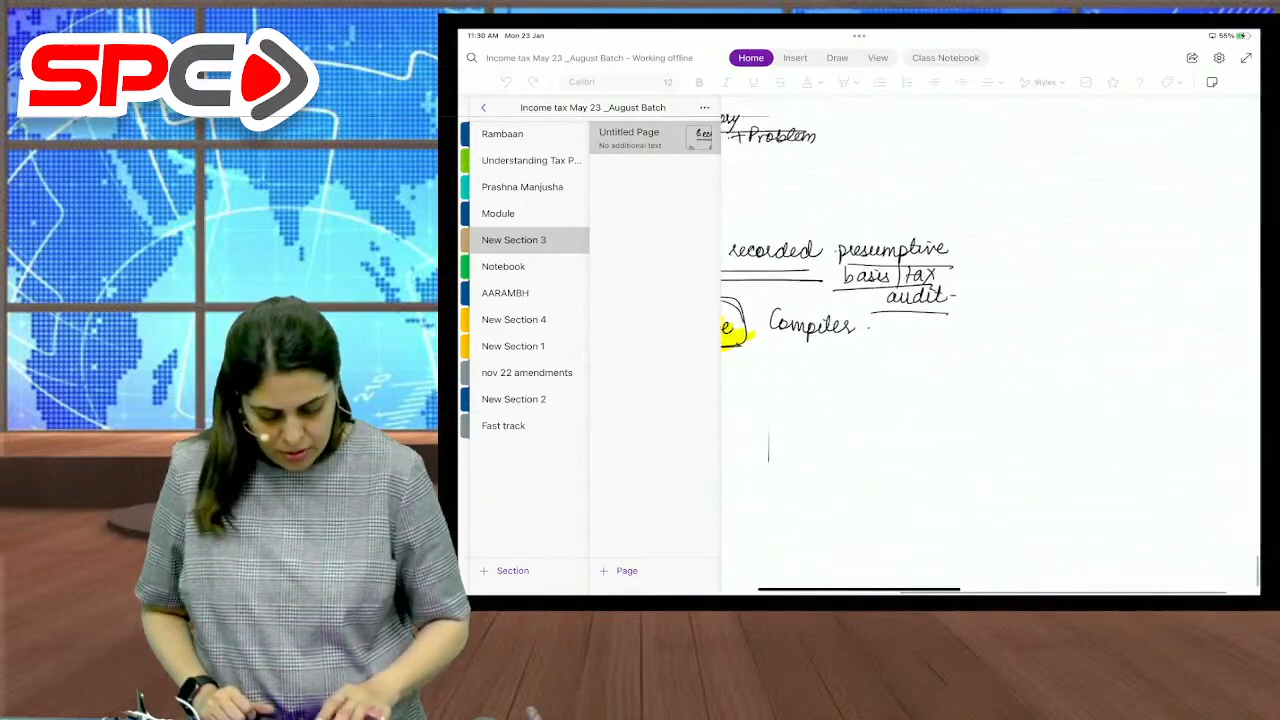 SPC
11:30 AM Mon 23 Jan
55%
Income tax May 23 _August Batch - Working offline
Home
Insert
Draw
View
Class Notebook
Calibri
12
B
I
U
S
A
Styles
Income tax May 23 _August Batch
Rambaan
Understanding Tax P...
Prashna Manjusha
Module
New Section 3
Notebook
AARAMBH
New Section 4
New Section 1
nov 22 amendments
New Section 2
Fast track
+ Section
Untitled Page
No additional text
+ Page
+ Problem
recorded presumptive
basis tax
audit
Compiler